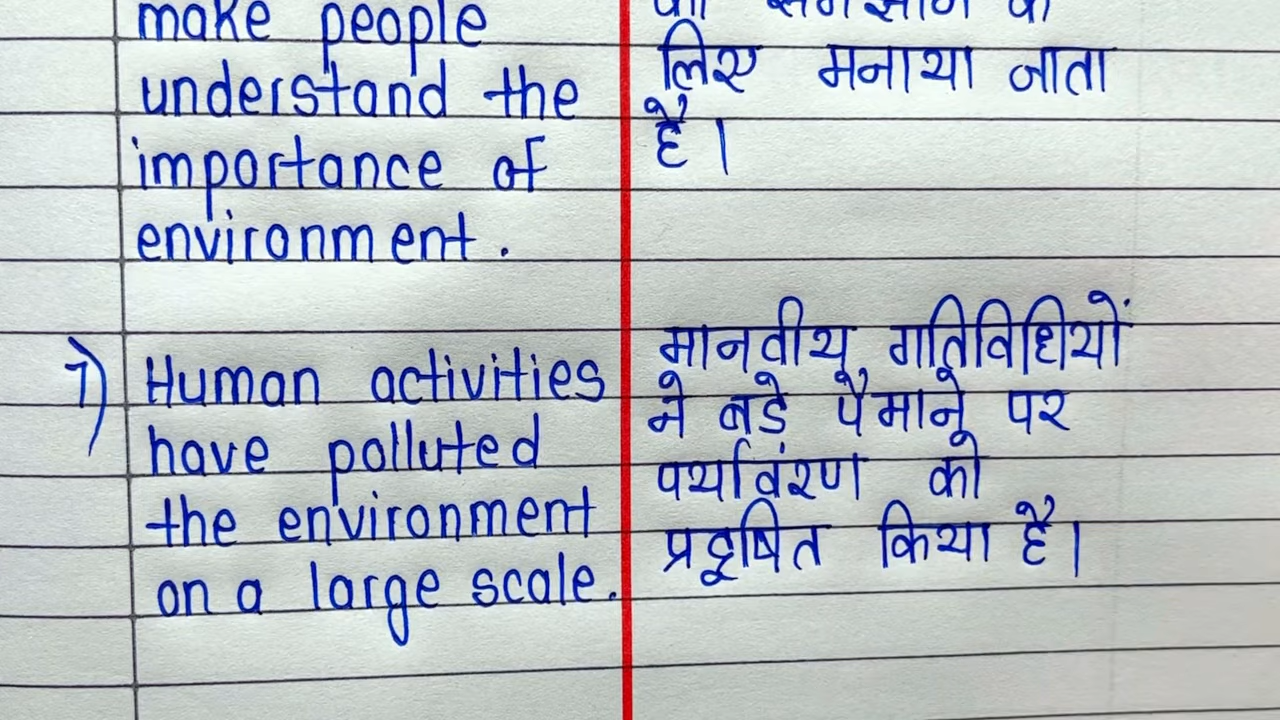 make people
understand the
importance of
environment.
लिए मनाया जाता
है।
7) Human activities
have polluted
the environment
on a large scale.
मानवीय गतिविधियों
ने बड़े पैमाने पर
पर्यावरण को
प्रदूषित किया है।